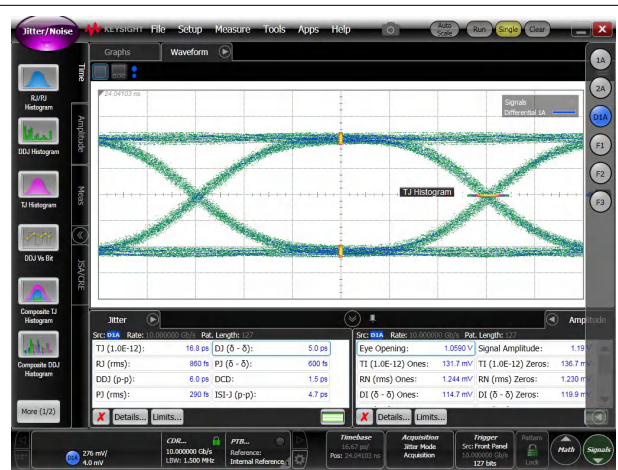 Jitter/Noise
KEYSIGHT File Setup Measure Tools Apps Help
Auto Scale
Run Single Clear
Graphs Waveform
Time
Amplitude
Meas
JSA/CRE
RJ/PJ
Histogram
DDJ Histogram
TJ Histogram
DDJ Vs Bit
Composite TJ
Histogram
Composite DDJ
Histogram
More (1/2)
24.04103 ns
Signals
Differential 1A
TJ Histogram
1A
2A
D1A
F1
F2
F3
Jitter
Src: D1A Rate: 10.000000 Gb/s Pat. Length: 127
TJ (1.0E-12): 16.8 ps DJ (δ - δ): 5.0 ps
RJ (rms): 860 fs PJ (δ - δ): 600 fs
DDJ (p-p): 6.0 ps DCD: 1.5 ps
PJ (rms): 290 fs ISI-J (p-p): 4.7 ps
Details... Limits...
Amplitude
Src: D1A Rate: 10.000000 Gb/s Pat. Length: 127
Eye Opening: 1.0590 V Signal Amplitude: 1.19
TI (1.0E-12) Ones: 131.7 mV TI (1.0E-12) Zeros: 136.7 m
RN (rms) Ones: 1.244 mV RN (rms) Zeros: 1.230 m
DI (δ - δ) Ones: 114.7 mV DI (δ - δ) Zeros: 119.9 m
Details... Limits...
D1A
276 mV/
4.0 mV
CDR...
10.000000 Gb/s
LBW: 1.500 MHz
PTB...
Reference:
Internal Reference
Timebase
16.67 ps/
Pos: 24.04103 ns
Acquisition
Jitter Mode
Acquisition
Trigger
Src: Front Panel
10.000000 Gb/s
127 bits
Pattern
Lock
Math
Signals